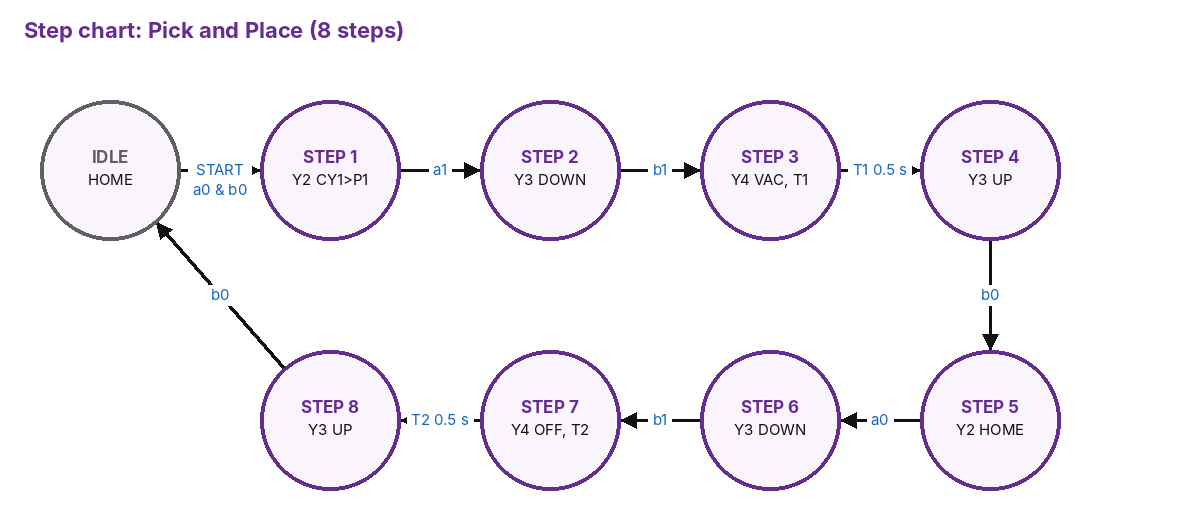 Step chart: Pick and Place (8 steps)
IDLE
HOME
START
a0 & b0
STEP 1
Y2 CY1>P1
a1
STEP 2
Y3 DOWN
b1
STEP 3
Y4 VAC, T1
T1 0.5 s
STEP 4
Y3 UP
b0
STEP 5
Y2 HOME
a0
STEP 6
Y3 DOWN
b1
STEP 7
Y4 OFF, T2
T2 0.5 s
STEP 8
Y3 UP
b0